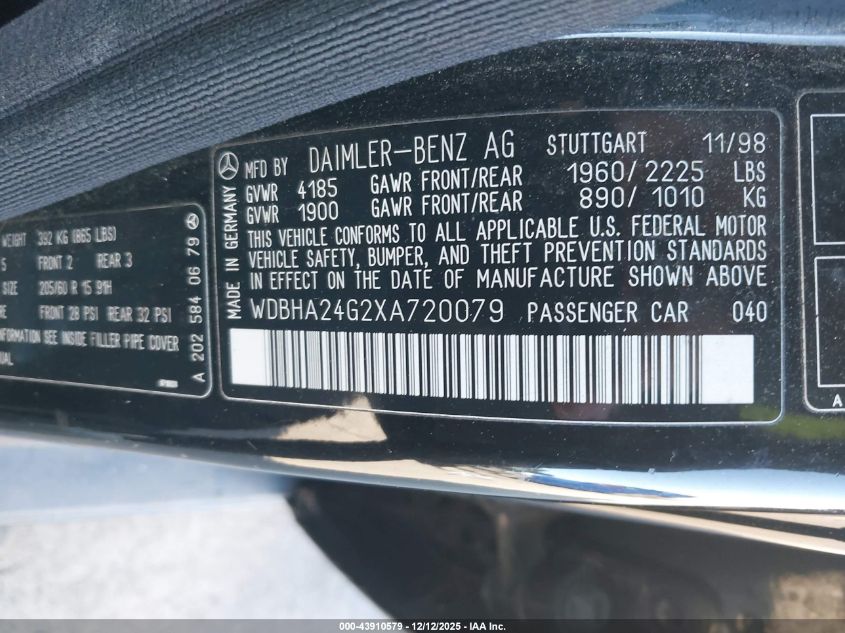 MFD BY DAIMLER-BENZ AG STUTTGART 11/98
GVWR 4185 GAWR FRONT/REAR 1960/2225 LBS
GVWR 1900 GAWR FRONT/REAR 890/1010 KG
THIS VEHICLE CONFORMS TO ALL APPLICABLE U.S. FEDERAL MOTOR
VEHICLE SAFETY, BUMPER, AND THEFT PREVENTION STANDARDS
IN EFFECT ON THE DATE OF MANUFACTURE SHOWN ABOVE
WDBHA24G2XA720079 PASSENGER CAR 040
MADE IN GERMANY
WEIGHT 392 KG (865 LBS)
5 FRONT 2 REAR 3
SIZE 205/60 R 15 91H
FRONT 28 PSI REAR 32 PSI
SEE INSIDE FILLER PIPE COVER
A 202 584 06 79
A
000-43910579 - 12/12/2025 - IAA Inc.